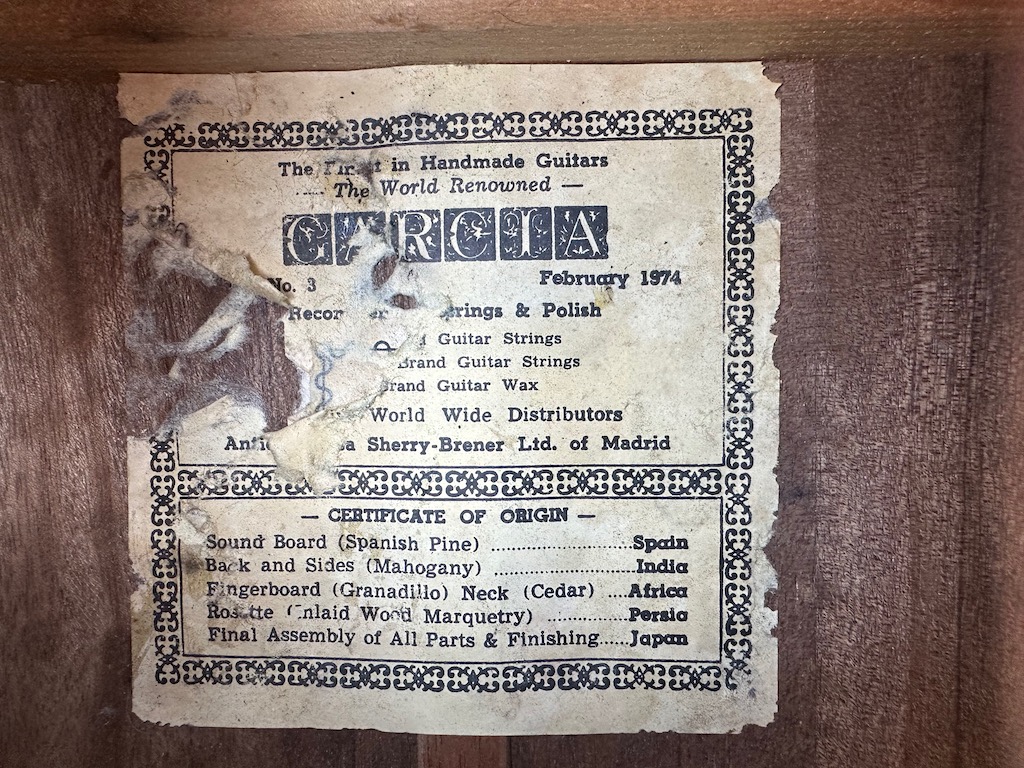 The Finest in Handmade Guitars
— The World Renowned —
GARCIA
No. 3 February 1974
Strings & Polish
Guitar Strings
Brand Guitar Strings
Brand Guitar Wax
World Wide Distributors
Sherry-Brener Ltd. of Madrid
— CERTIFICATE OF ORIGIN —
Sound Board (Spanish Pine) ..............................Spain
Back and Sides (Mahogany) ..............................India
Fingerboard (Granadillo) Neck (Cedar) ....Africa
Rosette (Inlaid Wood Marquetry) ................Persia
Final Assembly of All Parts & Finishing......Japan